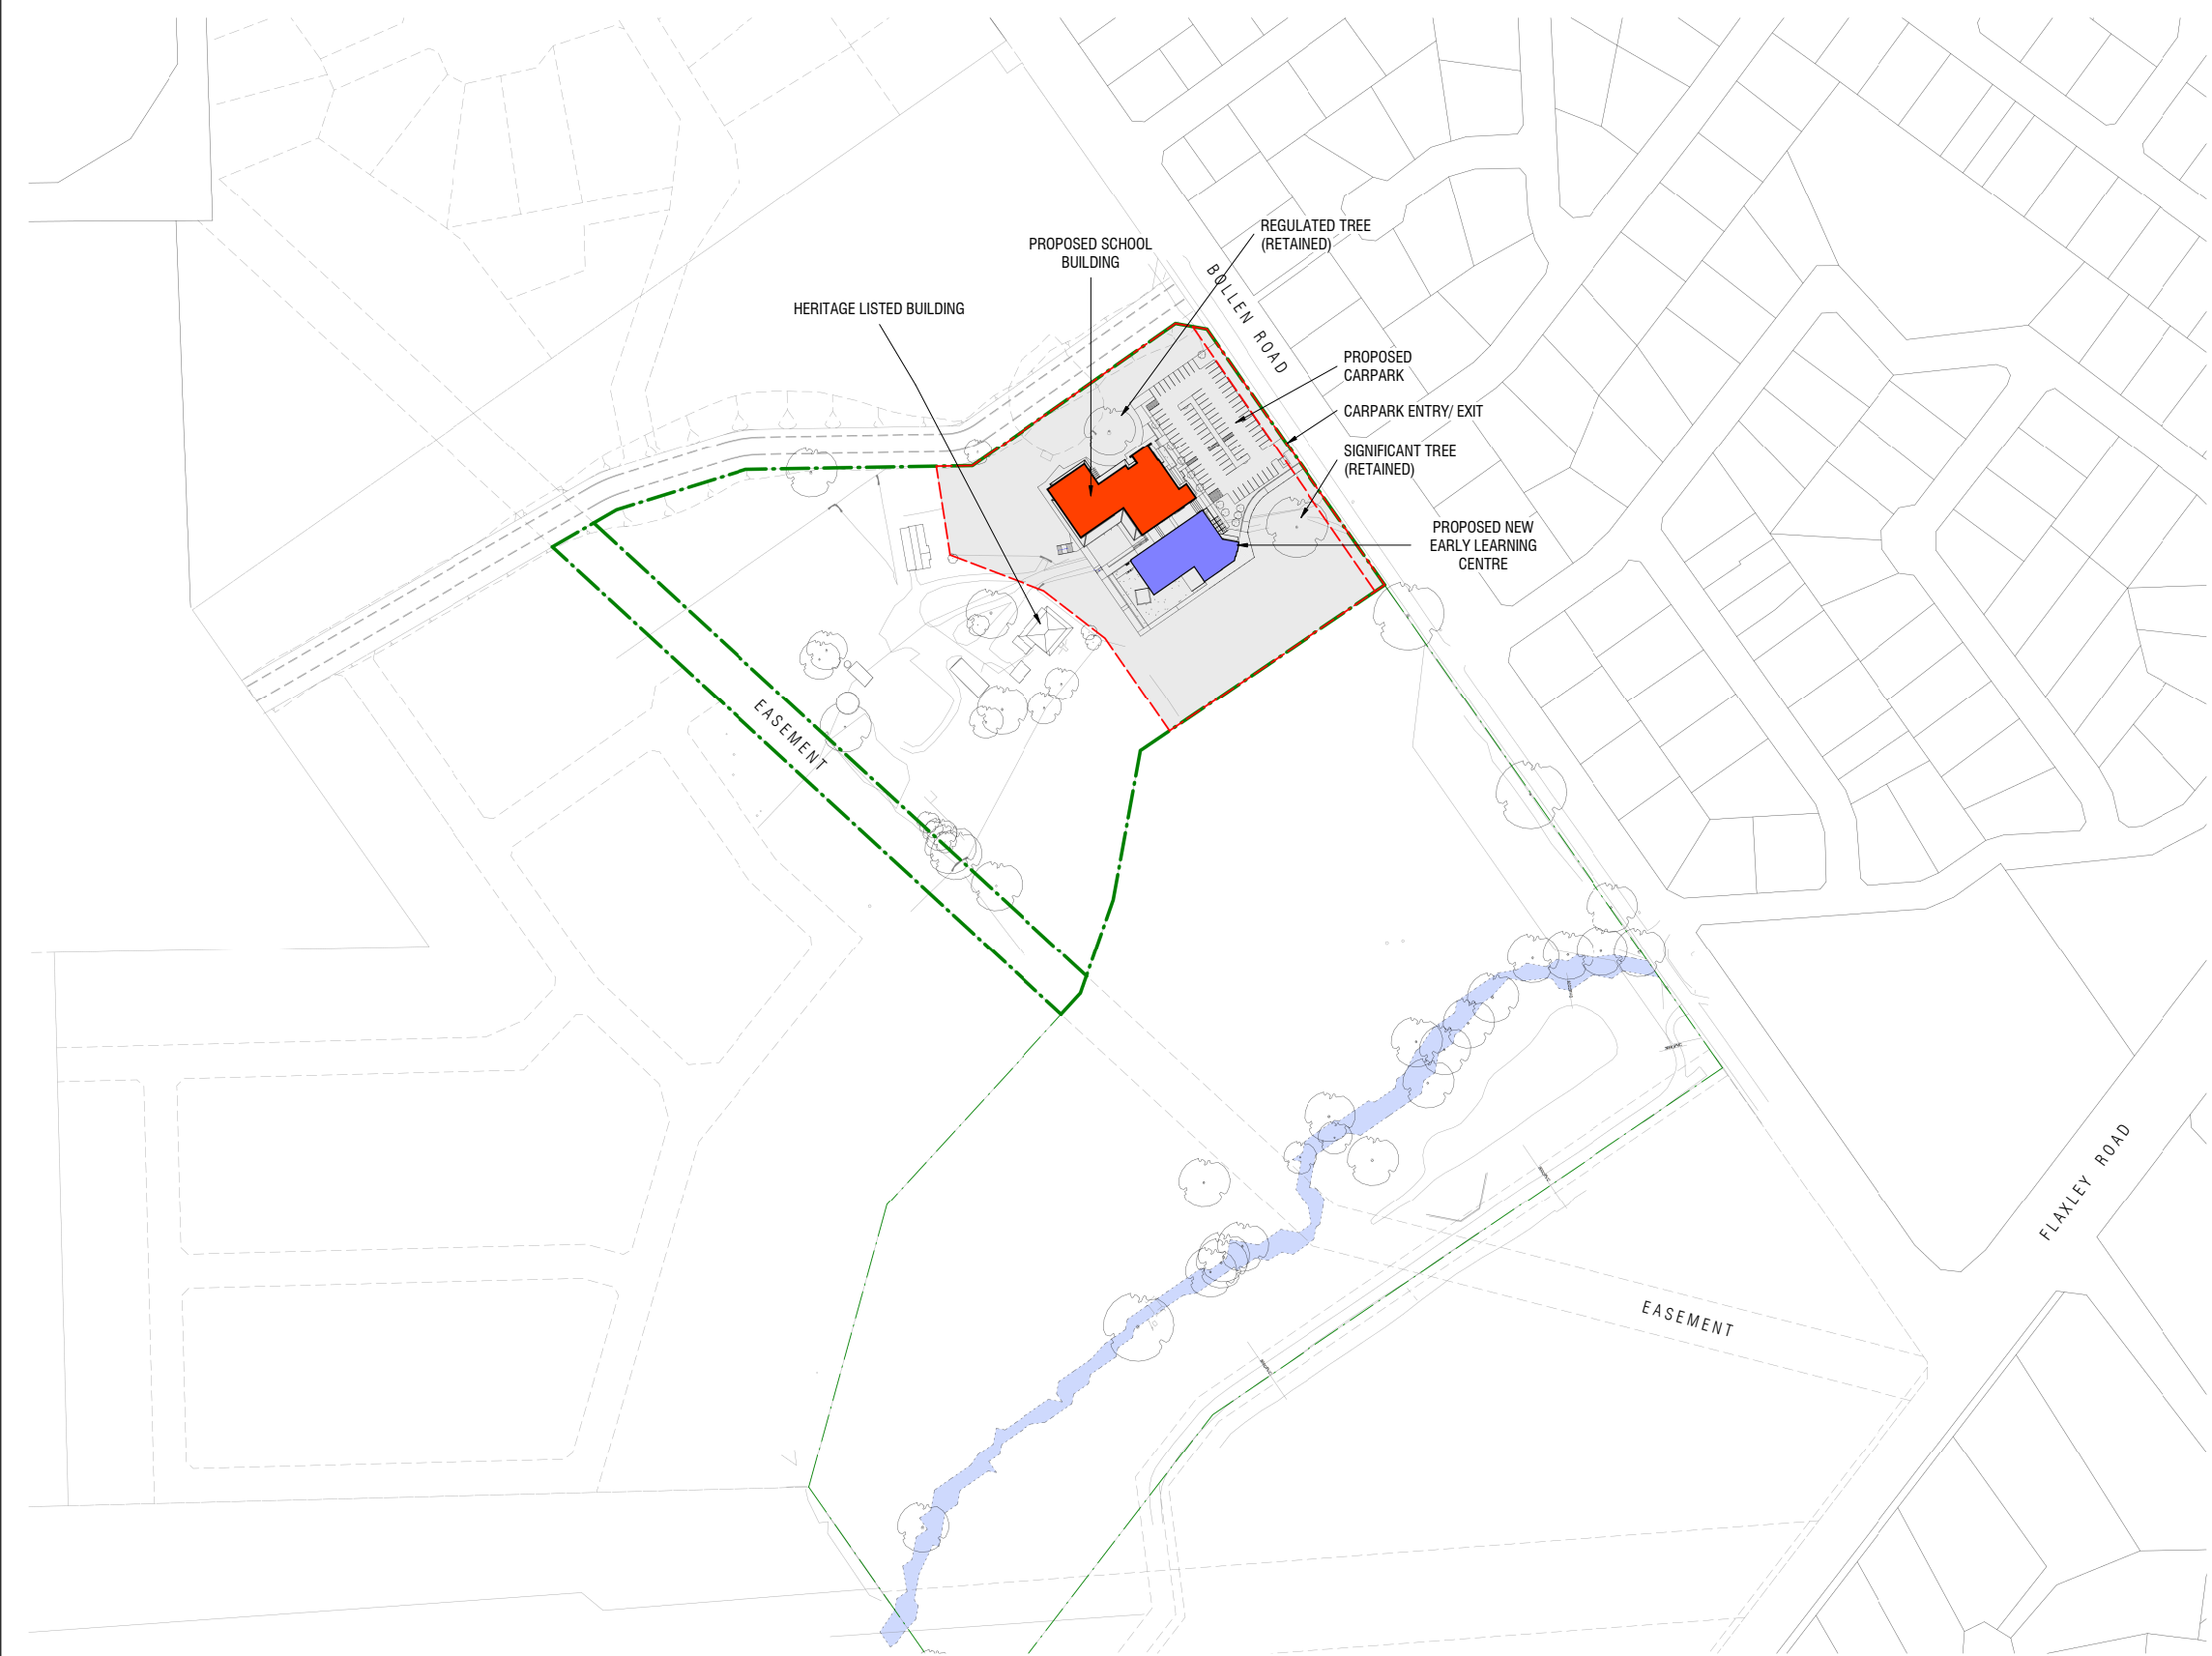 REGULATED TREE
(RETAINED)
PROPOSED SCHOOL
BUILDING
BOLLEN ROAD
HERITAGE LISTED BUILDING
PROPOSED
CARPARK
CARPARK ENTRY/ EXIT
SIGNIFICANT TREE
(RETAINED)
PROPOSED NEW
EARLY LEARNING
CENTRE
EASEMENT
FLAXLEY ROAD
EASEMENT